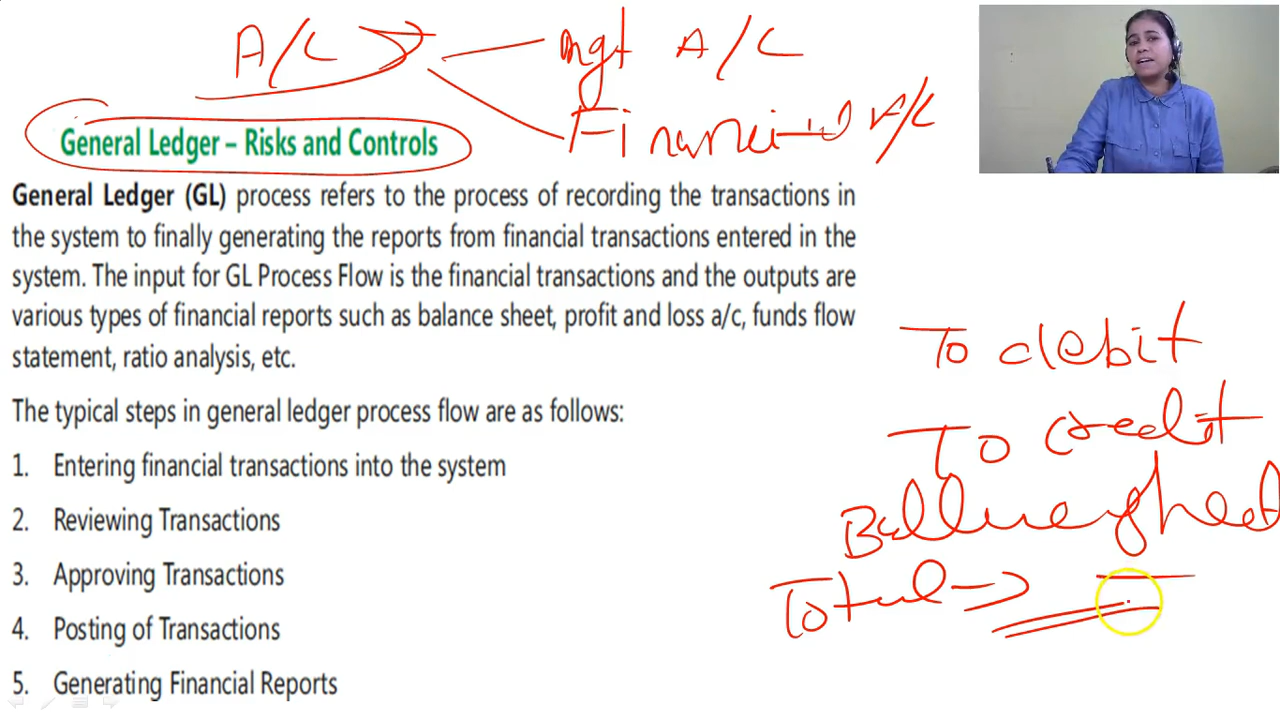 A/C
mgt A/C
Financial A/C
General Ledger – Risks and Controls
General Ledger (GL) process refers to the process of recording the transactions in
the system to finally generating the reports from financial transactions entered in the
system. The input for GL Process Flow is the financial transactions and the outputs are
various types of financial reports such as balance sheet, profit and loss a/c, funds flow
statement, ratio analysis, etc.
The typical steps in general ledger process flow are as follows:
1. Entering financial transactions into the system
2. Reviewing Transactions
3. Approving Transactions
4. Posting of Transactions
5. Generating Financial Reports
To debit
To credit
Total